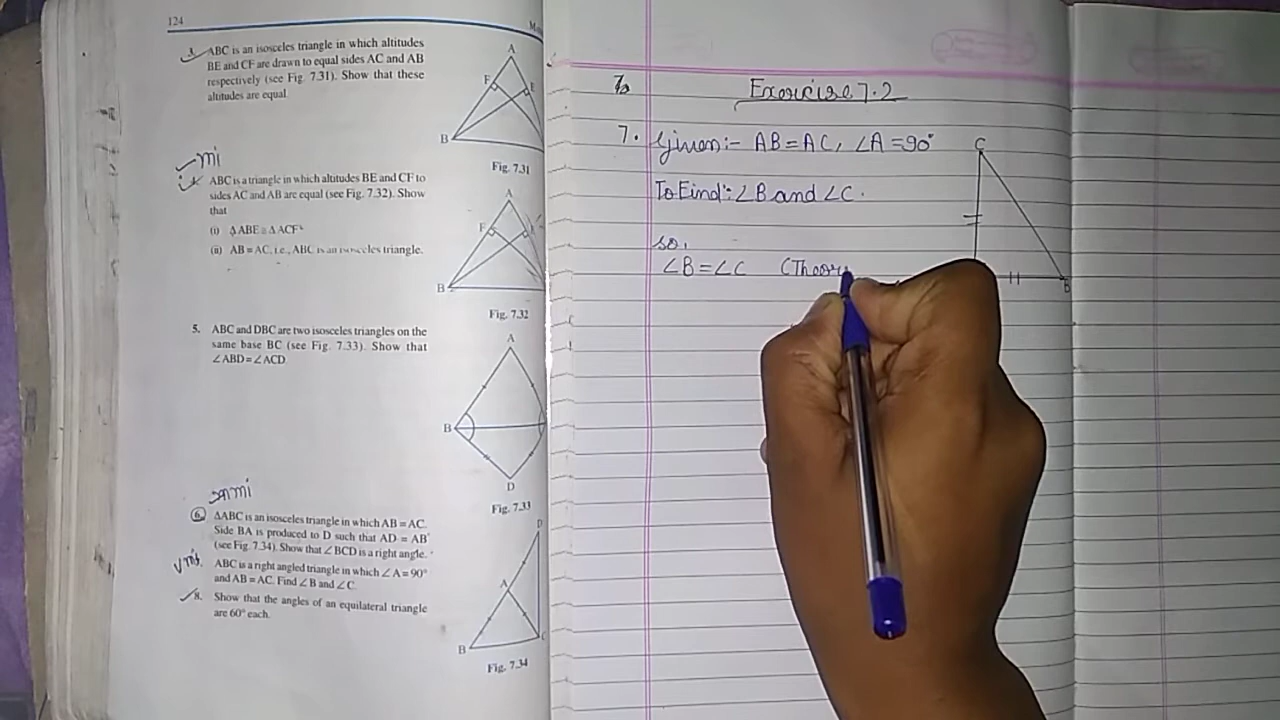 124
3. ABC is an isosceles triangle in which altitudes
BE and CF are drawn to equal sides AC and AB
respectively (see Fig. 7.31). Show that these
altitudes are equal.
A
F
E
B
Fig. 7.31
ABC is a triangle in which altitudes BE and CF to
sides AC and AB are equal (see Fig. 7.32). Show
that
(i) ΔABE ≅ ΔACF
(ii) AB = AC, i.e., ABC is an isosceles triangle.
A
F
B
Fig. 7.32
5. ABC and DBC are two isosceles triangles on the
same base BC (see Fig. 7.33). Show that
∠ABD = ∠ACD
A
B
D
Fig. 7.33
6. ΔABC is an isosceles triangle in which AB = AC.
Side BA is produced to D such that AD = AB
(see Fig. 7.34). Show that ∠BCD is a right angle.
ABC is a right angled triangle in which ∠A = 90°
and AB = AC. Find ∠B and ∠C
8. Show that the angles of an equilateral triangle
are 60° each.
D
A
B
C
Fig. 7.34
Exercise 7.2
7. Given:- AB = AC, ∠A = 90°
To Find:- ∠B and ∠C.
so,
∠B = ∠C (Theor
C
B